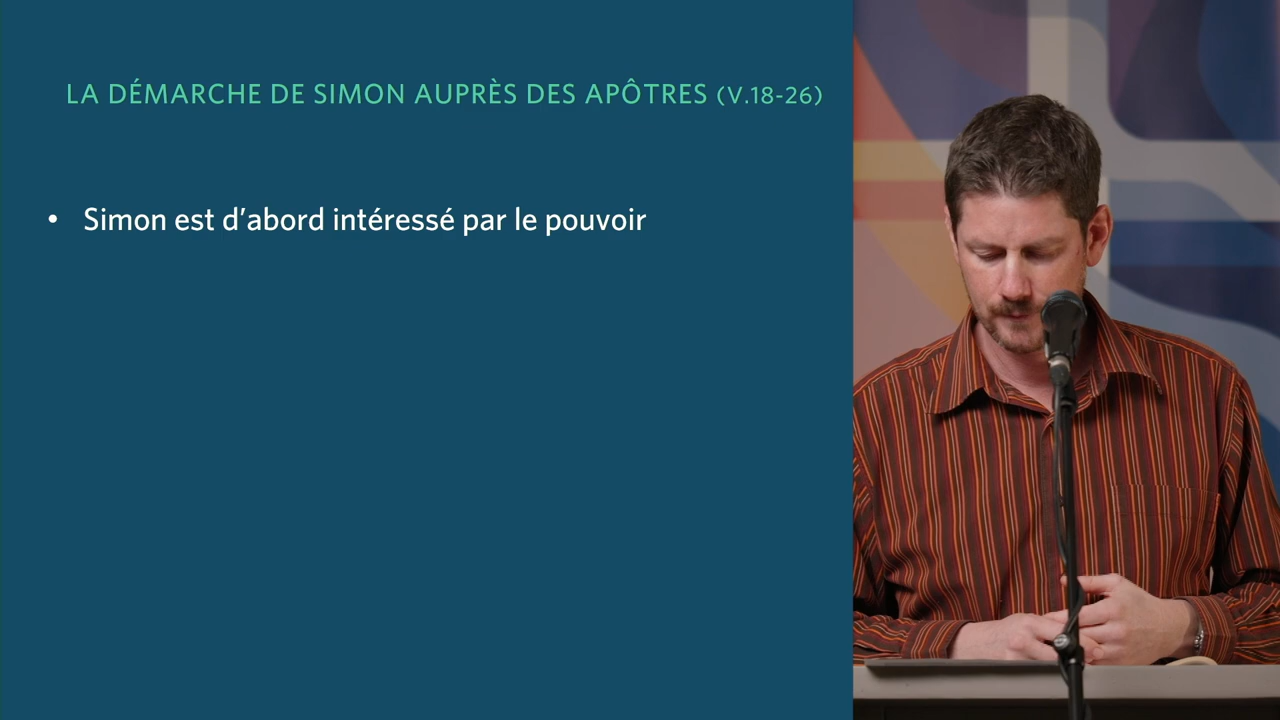 LA DÉMARCHE DE SIMON AUPRÈS DES APÔTRES (V.18-26)
• Simon est d’abord intéressé par le pouvoir